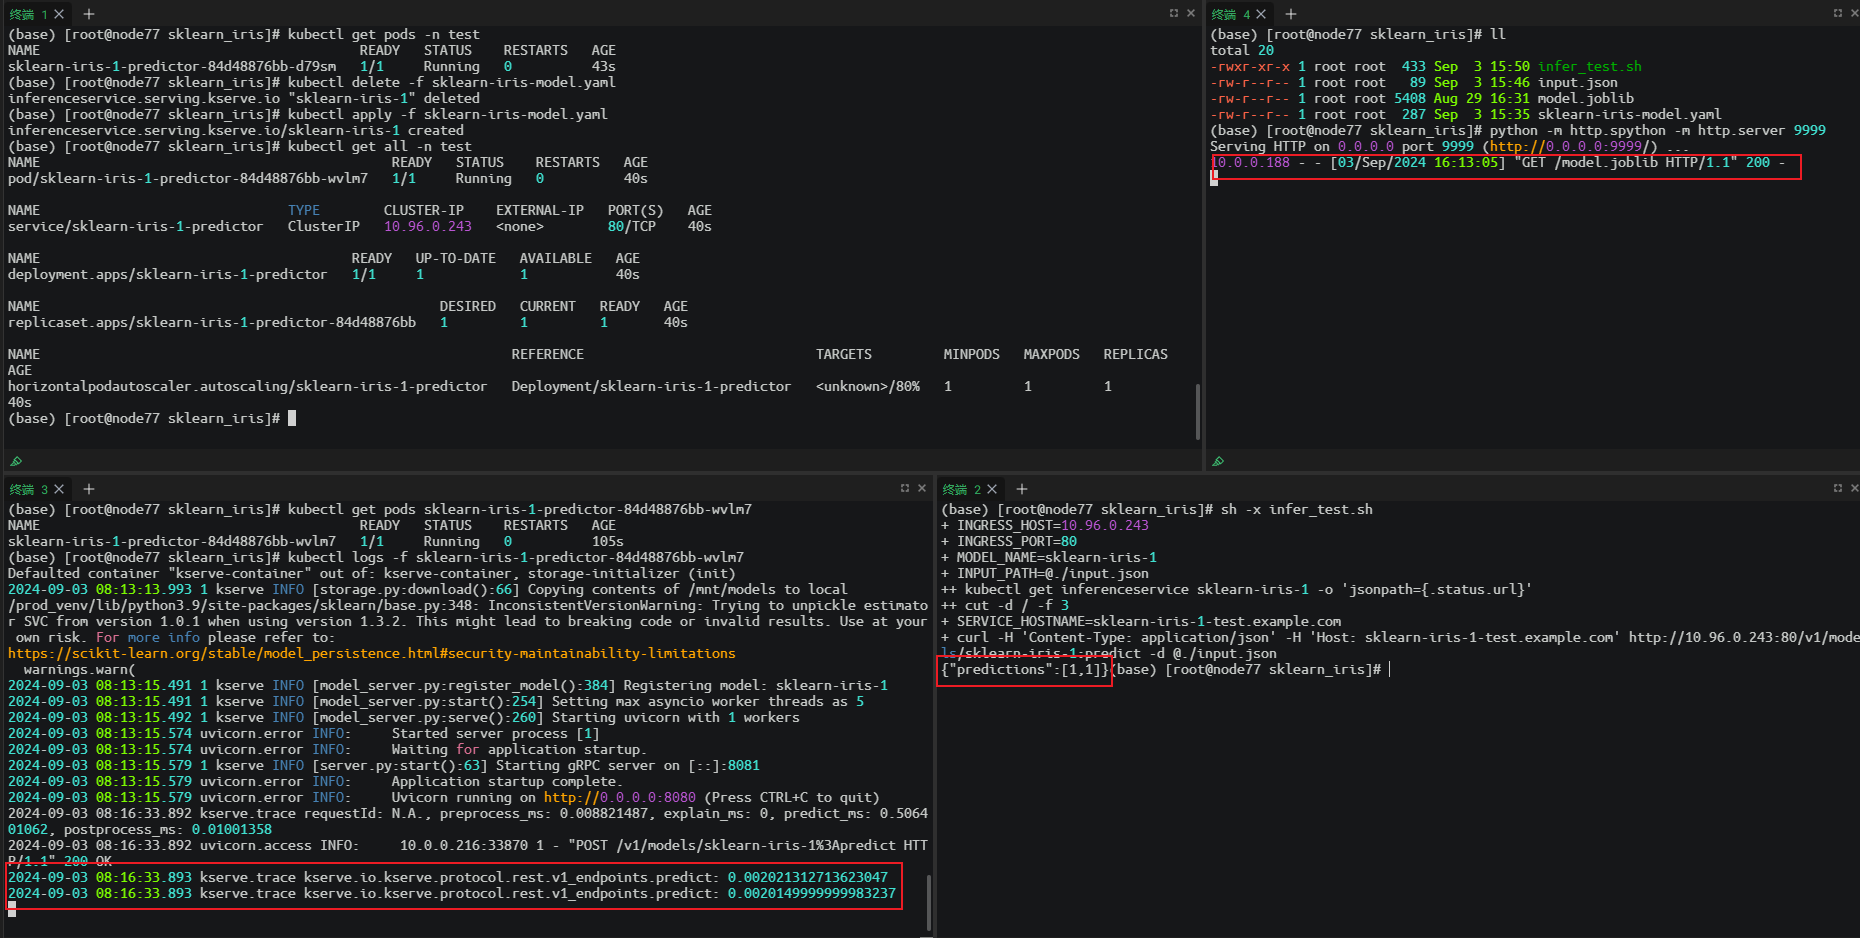 终端 1
(base) [root@node77 sklearn_iris]# kubectl get pods -n test
NAME READY STATUS RESTARTS AGE
sklearn-iris-1-predictor-84d48876bb-d79sm 1/1 Running 0 43s
(base) [root@node77 sklearn_iris]# kubectl delete -f sklearn-iris-model.yaml
inferenceservice.serving.kserve.io "sklearn-iris-1" deleted
(base) [root@node77 sklearn_iris]# kubectl apply -f sklearn-iris-model.yaml
inferenceservice.serving.kserve.io/sklearn-iris-1 created
(base) [root@node77 sklearn_iris]# kubectl get all -n test
NAME READY STATUS RESTARTS AGE
pod/sklearn-iris-1-predictor-84d48876bb-wvlm7 1/1 Running 0 40s
NAME TYPE CLUSTER-IP EXTERNAL-IP PORT(S) AGE
service/sklearn-iris-1-predictor ClusterIP 10.96.0.243 <none> 80/TCP 40s
NAME READY UP-TO-DATE AVAILABLE AGE
deployment.apps/sklearn-iris-1-predictor 1/1 1 1 40s
NAME DESIRED CURRENT READY AGE
replicaset.apps/sklearn-iris-1-predictor-84d48876bb 1 1 1 40s
NAME REFERENCE TARGETS MINPODS MAXPODS REPLICAS
AGE
horizontalpodautoscaler.autoscaling/sklearn-iris-1-predictor Deployment/sklearn-iris-1-predictor <unknown>/80% 1 1 1
40s
(base) [root@node77 sklearn_iris]#
终端 4
(base) [root@node77 sklearn_iris]# ll
total 20
-rwxr-xr-x 1 root root 433 Sep 3 15:50 infer_test.sh
-rw-r--r-- 1 root root 89 Sep 3 15:46 input.json
-rw-r--r-- 1 root root 5408 Aug 29 16:31 model.joblib
-rw-r--r-- 1 root root 287 Sep 3 15:35 sklearn-iris-model.yaml
(base) [root@node77 sklearn_iris]# python -m http.spython -m http.server 9999
Serving HTTP on 0.0.0.0 port 9999 (http://0.0.0.0:9999/) ...
10.0.0.188 - - [03/Sep/2024 16:13:05] "GET /model.joblib HTTP/1.1" 200 -
终端 3
(base) [root@node77 sklearn_iris]# kubectl get pods sklearn-iris-1-predictor-84d48876bb-wvlm7
NAME READY STATUS RESTARTS AGE
sklearn-iris-1-predictor-84d48876bb-wvlm7 1/1 Running 0 105s
(base) [root@node77 sklearn_iris]# kubectl logs -f sklearn-iris-1-predictor-84d48876bb-wvlm7
Defaulted container "kserve-container" out of: kserve-container, storage-initializer (init)
2024-09-03 08:13:13.993 1 kserve INFO [storage.py:download():66] Copying contents of /mnt/models to local
/prod_venv/lib/python3.9/site-packages/sklearn/base.py:348: InconsistentVersionWarning: Trying to unpickle estimato
r SVC from version 1.0.1 when using version 1.3.2. This might lead to breaking code or invalid results. Use at your
own risk. For more info please refer to:
https://scikit-learn.org/stable/model_persistence.html#security-maintainability-limitations
warnings.warn(
2024-09-03 08:13:15.491 1 kserve INFO [model_server.py:register_model():384] Registering model: sklearn-iris-1
2024-09-03 08:13:15.491 1 kserve INFO [model_server.py:start():254] Setting max asyncio worker threads as 5
2024-09-03 08:13:15.492 1 kserve INFO [model_server.py:serve():260] Starting uvicorn with 1 workers
2024-09-03 08:13:15.574 uvicorn.error INFO: Started server process [1]
2024-09-03 08:13:15.574 uvicorn.error INFO: Waiting for application startup.
2024-09-03 08:13:15.579 1 kserve INFO [server.py:start():63] Starting gRPC server on [::]:8081
2024-09-03 08:13:15.579 uvicorn.error INFO: Application startup complete.
2024-09-03 08:13:15.579 uvicorn.error INFO: Uvicorn running on http://0.0.0.0:8080 (Press CTRL+C to quit)
2024-09-03 08:16:33.892 kserve.trace requestId: N.A., preprocess_ms: 0.008821487, explain_ms: 0, predict_ms: 0.5064
01062, postprocess_ms: 0.01001358
2024-09-03 08:16:33.892 uvicorn.access INFO: 10.0.0.216:33870 1 - "POST /v1/models/sklearn-iris-1%3Apredict HTT
P/1.1" 200 OK
2024-09-03 08:16:33.893 kserve.trace kserve.io.kserve.protocol.rest.v1_endpoints.predict: 0.002021312713623047
2024-09-03 08:16:33.893 kserve.trace kserve.io.kserve.protocol.rest.v1_endpoints.predict: 0.0020149999999983237
终端 2
(base) [root@node77 sklearn_iris]# sh -x infer_test.sh
+ INGRESS_HOST=10.96.0.243
+ INGRESS_PORT=80
+ MODEL_NAME=sklearn-iris-1
+ INPUT_PATH=@./input.json
++ kubectl get inferenceservice sklearn-iris-1 -o 'jsonpath={.status.url}'
++ cut -d / -f 3
+ SERVICE_HOSTNAME=sklearn-iris-1-test.example.com
+ curl -H 'Content-Type: application/json' -H 'Host: sklearn-iris-1-test.example.com' http://10.96.0.243:80/v1/mode
ls/sklearn-iris-1:predict -d @./input.json
{"predictions":[1,1]}(base) [root@node77 sklearn_iris]#